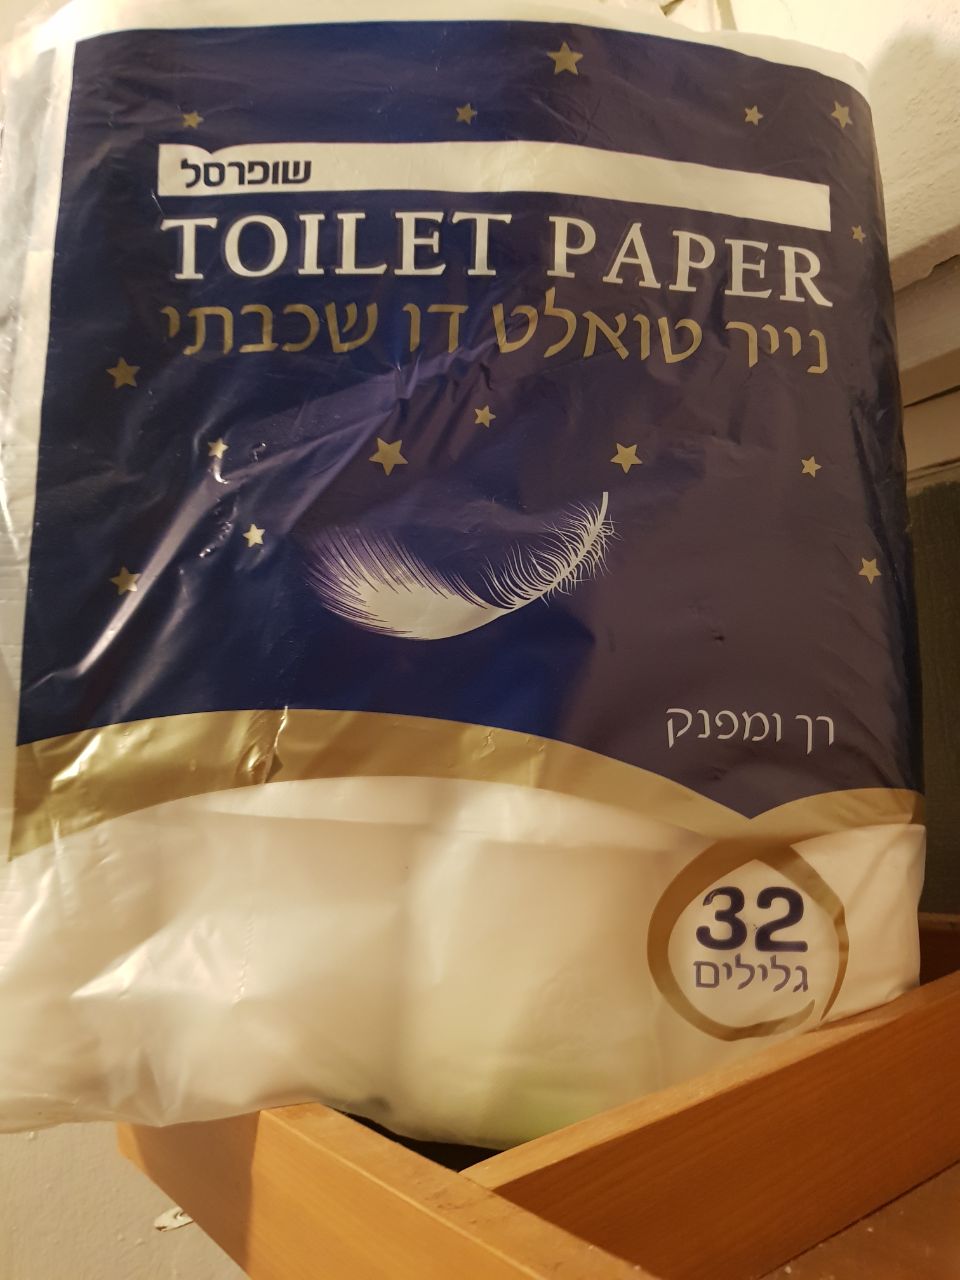 שופרסל
TOILET PAPER
נייר טואלט דו שכבתי
רך ומפנק
32
גלילים